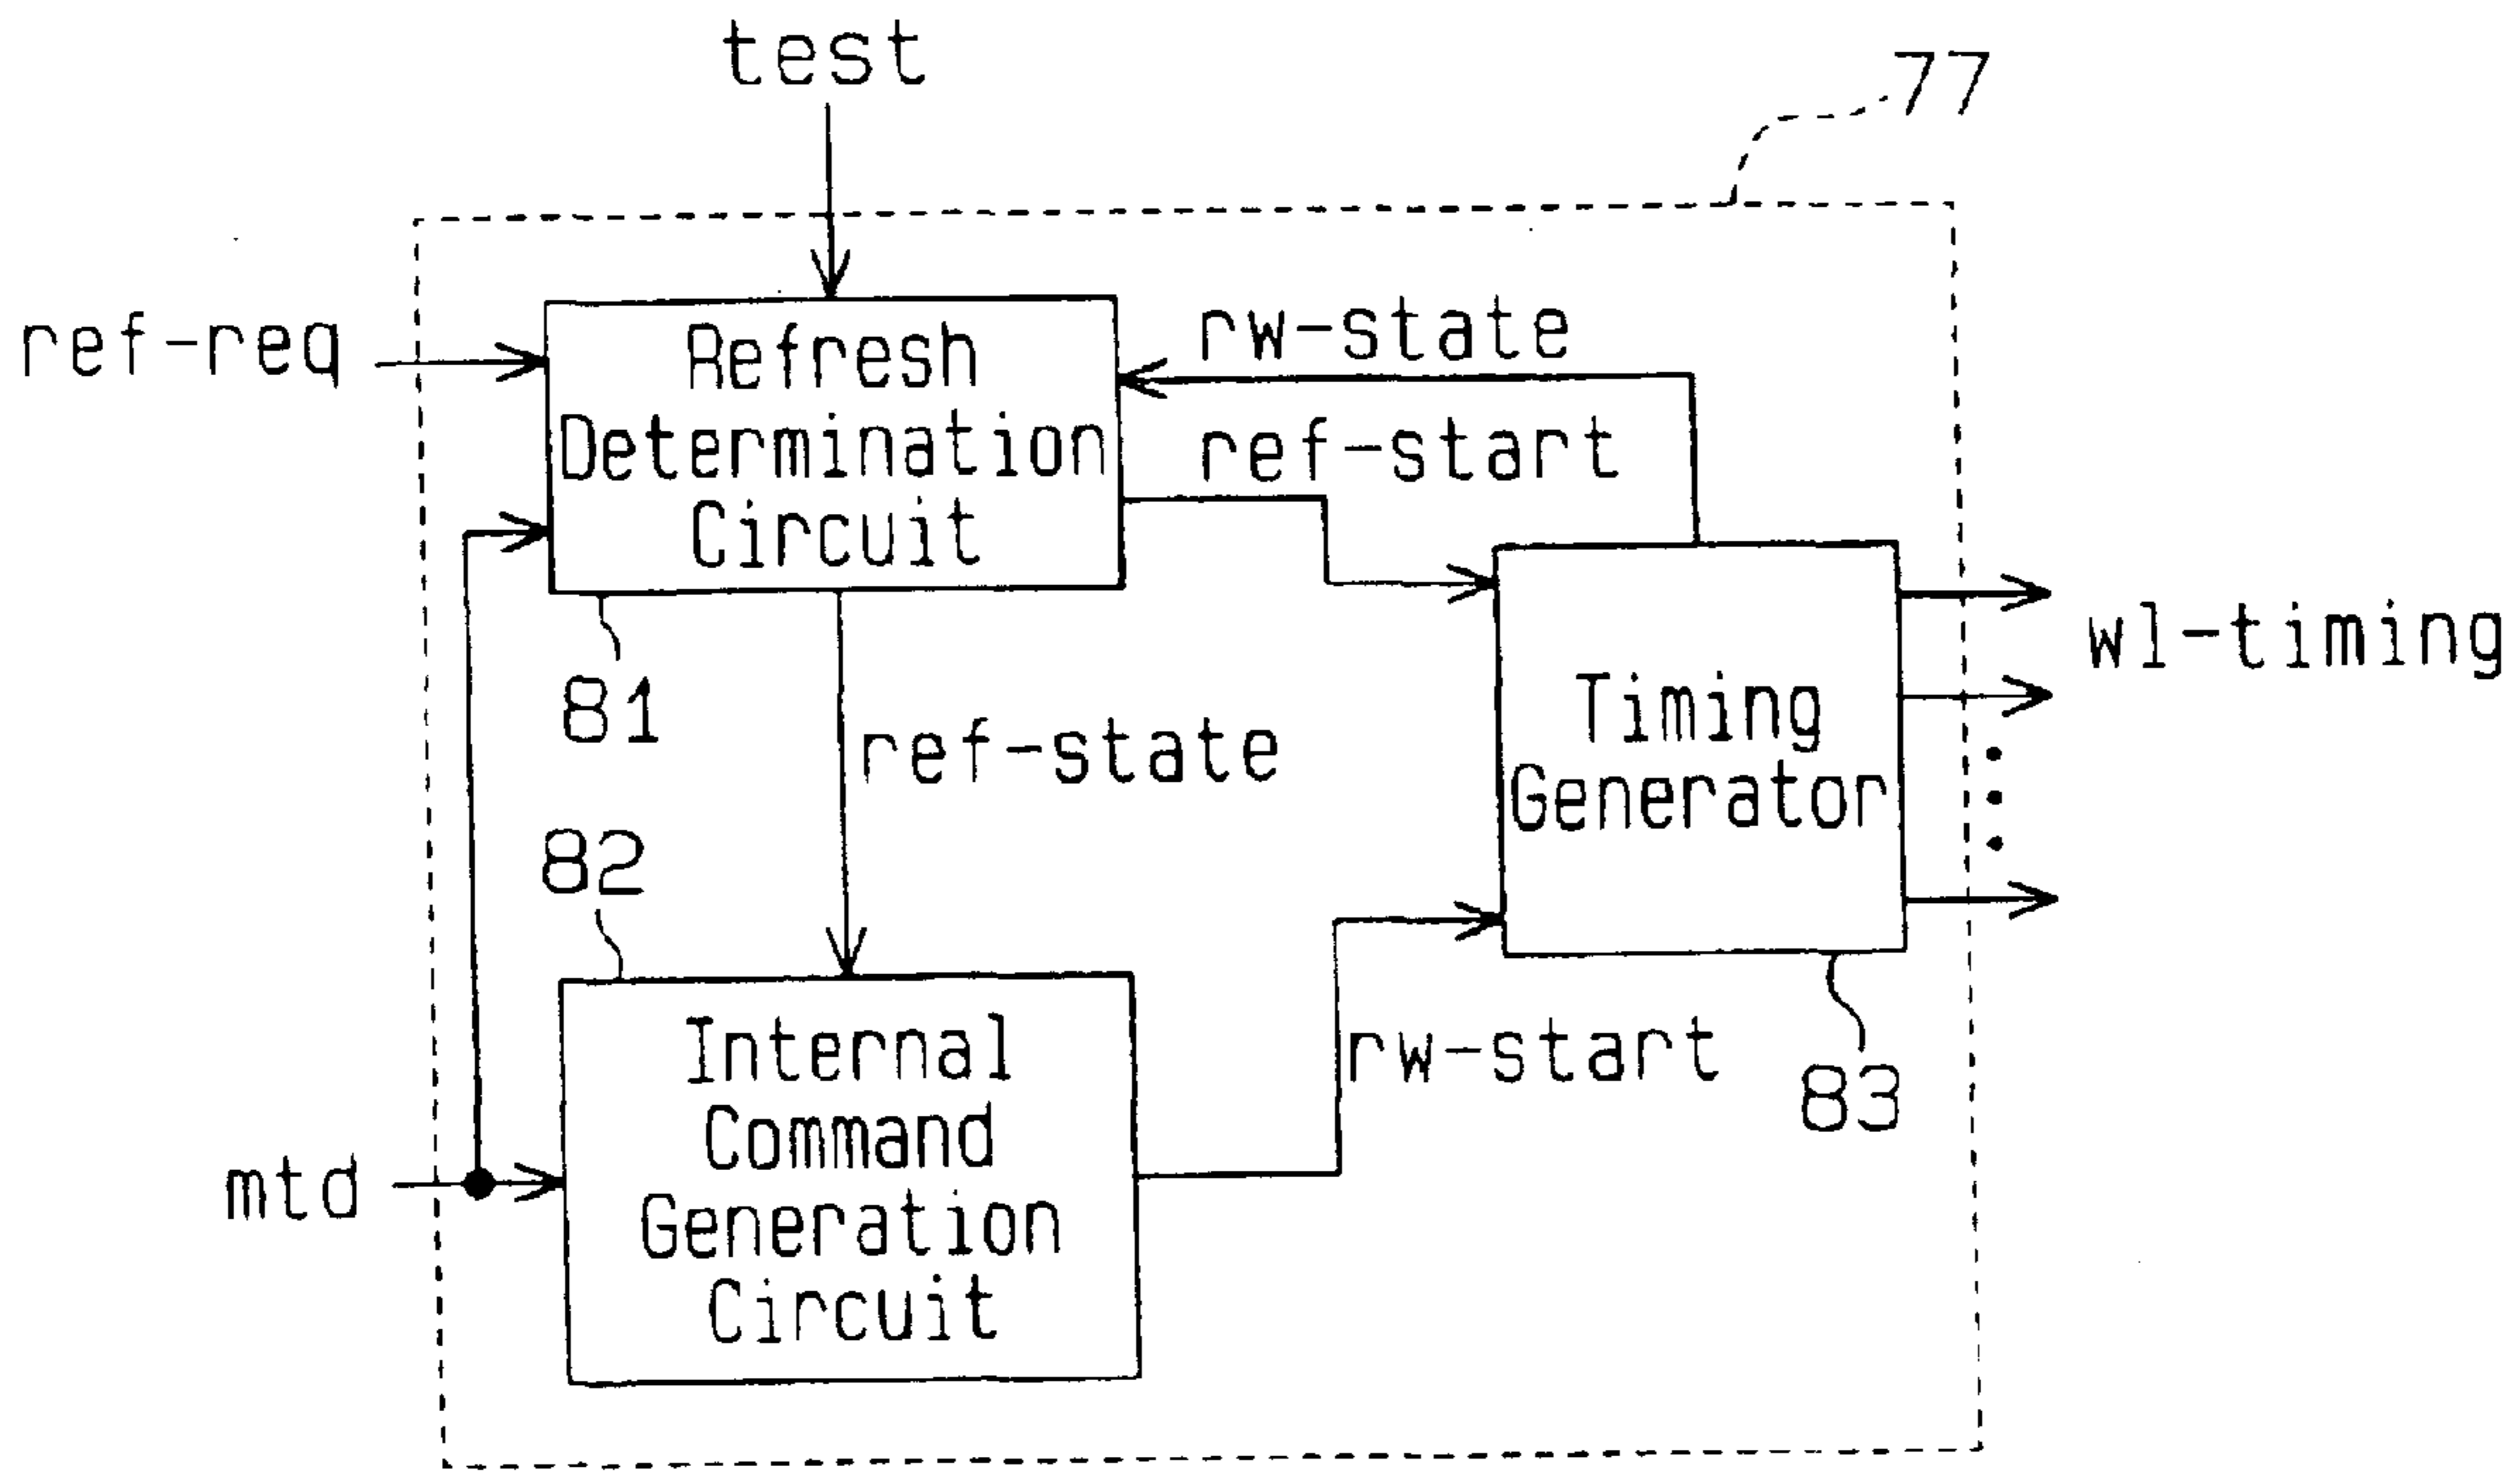 test
77
ref-req
Refresh
Determination
Circuit
rw-state
ref-start
wl-timing
81
ref-state
Timing
Generator
82
Internal
Command
Generation
Circuit
rw-start
83
mtd